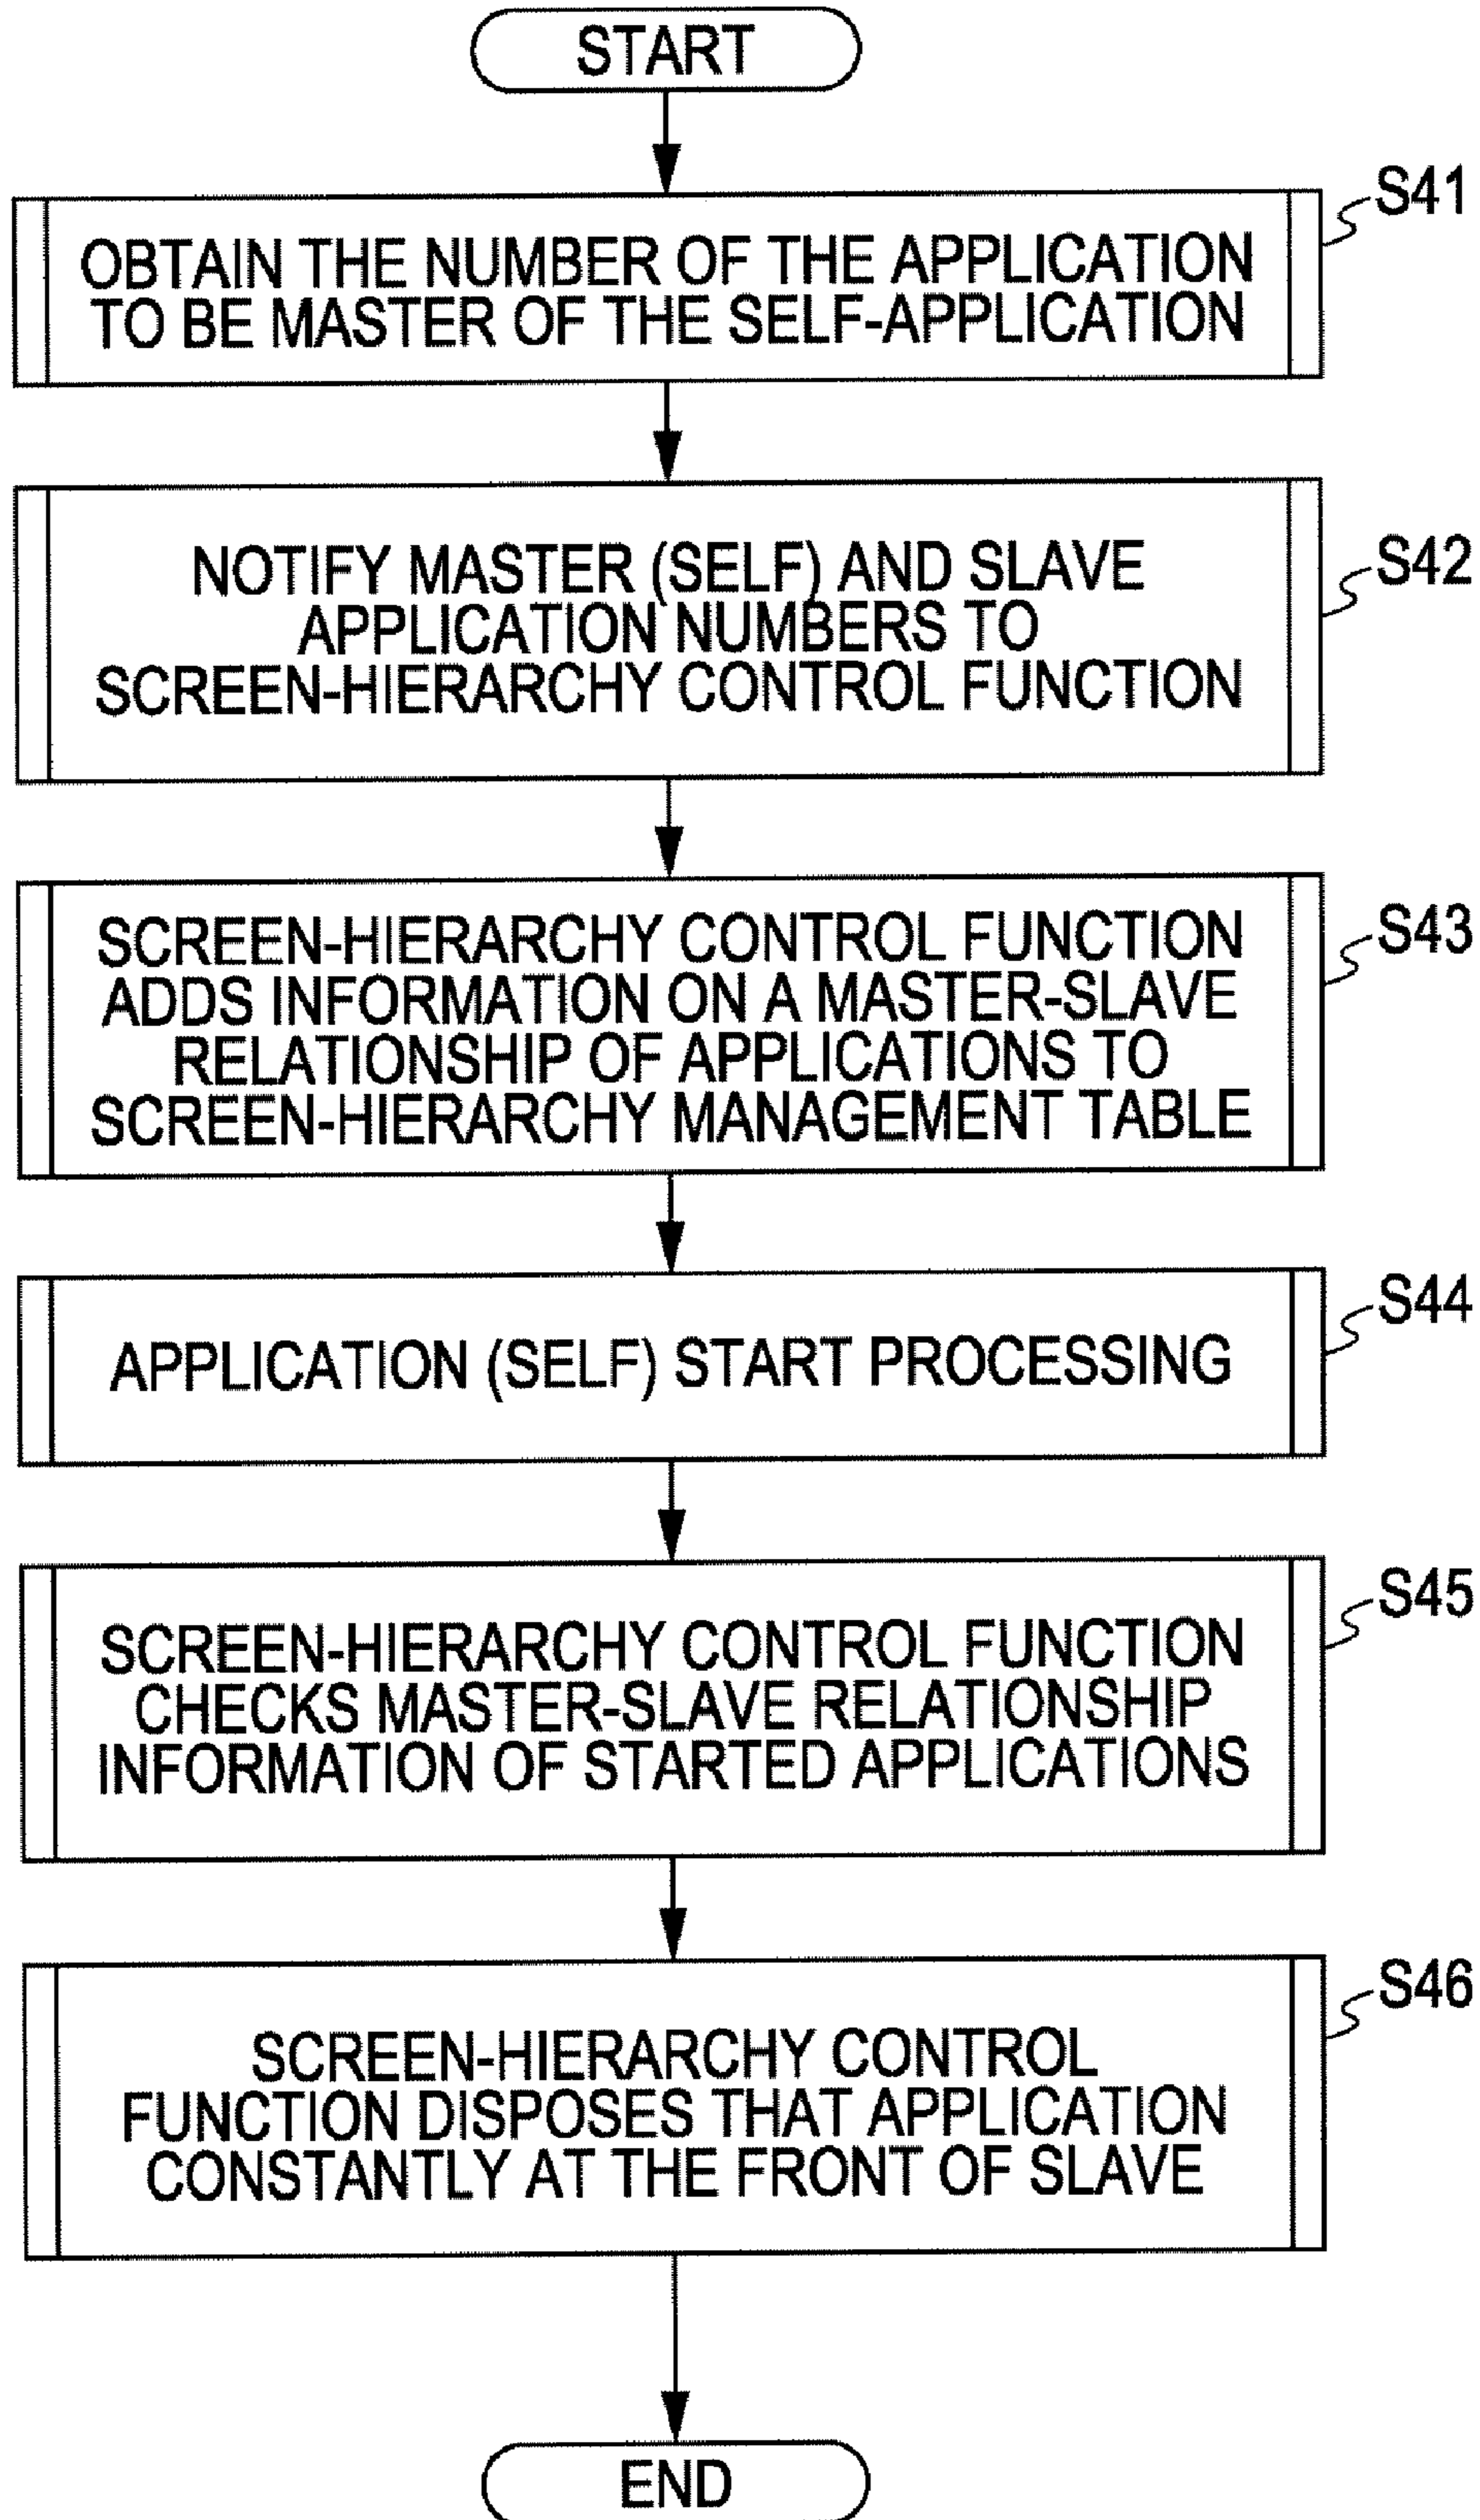 START
S41
OBTAIN THE NUMBER OF THE APPLICATION
TO BE MASTER OF THE SELF-APPLICATION
S42
NOTIFY MASTER (SELF) AND SLAVE
APPLICATION NUMBERS TO
SCREEN-HIERARCHY CONTROL FUNCTION
S43
SCREEN-HIERARCHY CONTROL FUNCTION
ADDS INFORMATION ON A MASTER-SLAVE
RELATIONSHIP OF APPLICATIONS TO
SCREEN-HIERARCHY MANAGEMENT TABLE
S44
APPLICATION (SELF) START PROCESSING
S45
SCREEN-HIERARCHY CONTROL FUNCTION
CHECKS MASTER-SLAVE RELATIONSHIP
INFORMATION OF STARTED APPLICATIONS
S46
SCREEN-HIERARCHY CONTROL
FUNCTION DISPOSES THAT APPLICATION
CONSTANTLY AT THE FRONT OF SLAVE
END